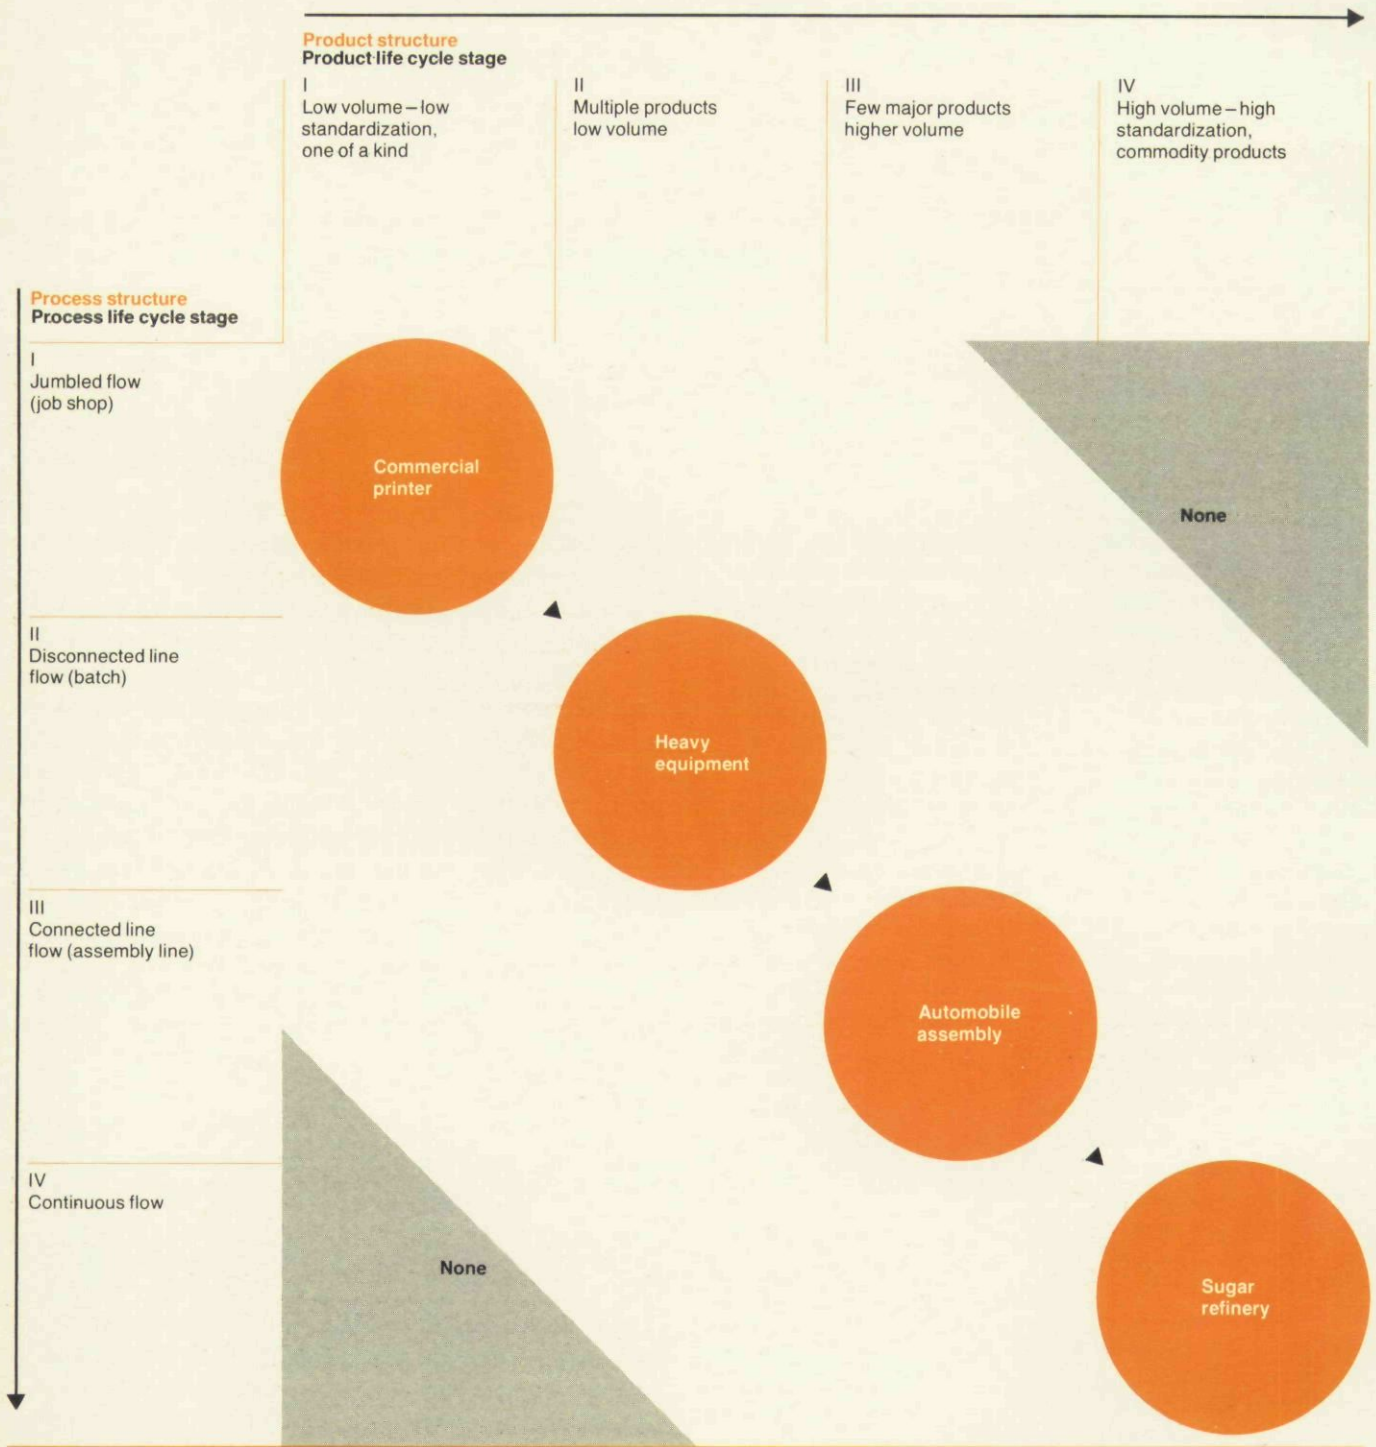 Product structure
Product life cycle stage
I
Low volume – low
standardization,
one of a kind
II
Multiple products
low volume
III
Few major products
higher volume
IV
High volume – high
standardization,
commodity products
Process structure
Process life cycle stage
I
Jumbled flow
(job shop)
Commercial
printer
None
II
Disconnected line
flow (batch)
Heavy
equipment
III
Connected line
flow (assembly line)
Automobile
assembly
IV
Continuous flow
None
Sugar
refinery